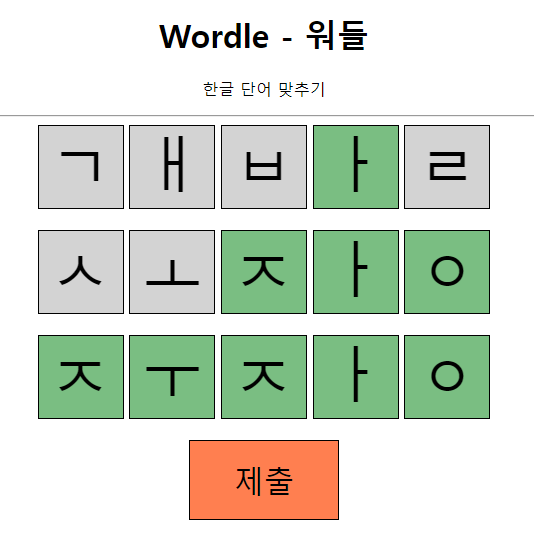 Wordle - 워들
한글 단어 맞추기
ㄱ ㅐ ㅂ ㅏ ㄹ
ㅅ ㅗ ㅈ ㅏ ㅇ
ㅈ ㅜ ㅈ ㅏ ㅇ
제출